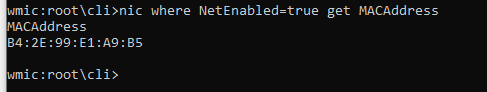 wmic:root\cli>nic where NetEnabled=true get MACAddress
MACAddress
B4:2E:99:E1:A9:B5
wmic:root\cli>